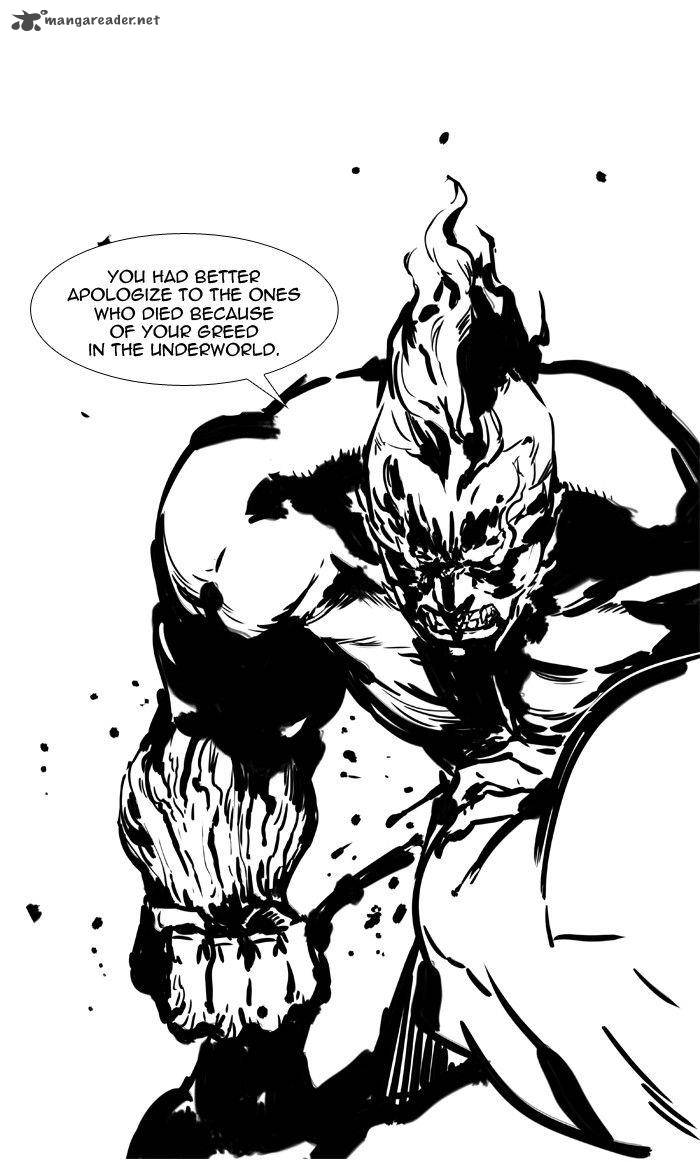 mangareader.net
YOU HAD BETTER
APOLOGIZE TO THE ONES
WHO DIED BECAUSE
OF YOUR GREED
IN THE UNDERWORLD.